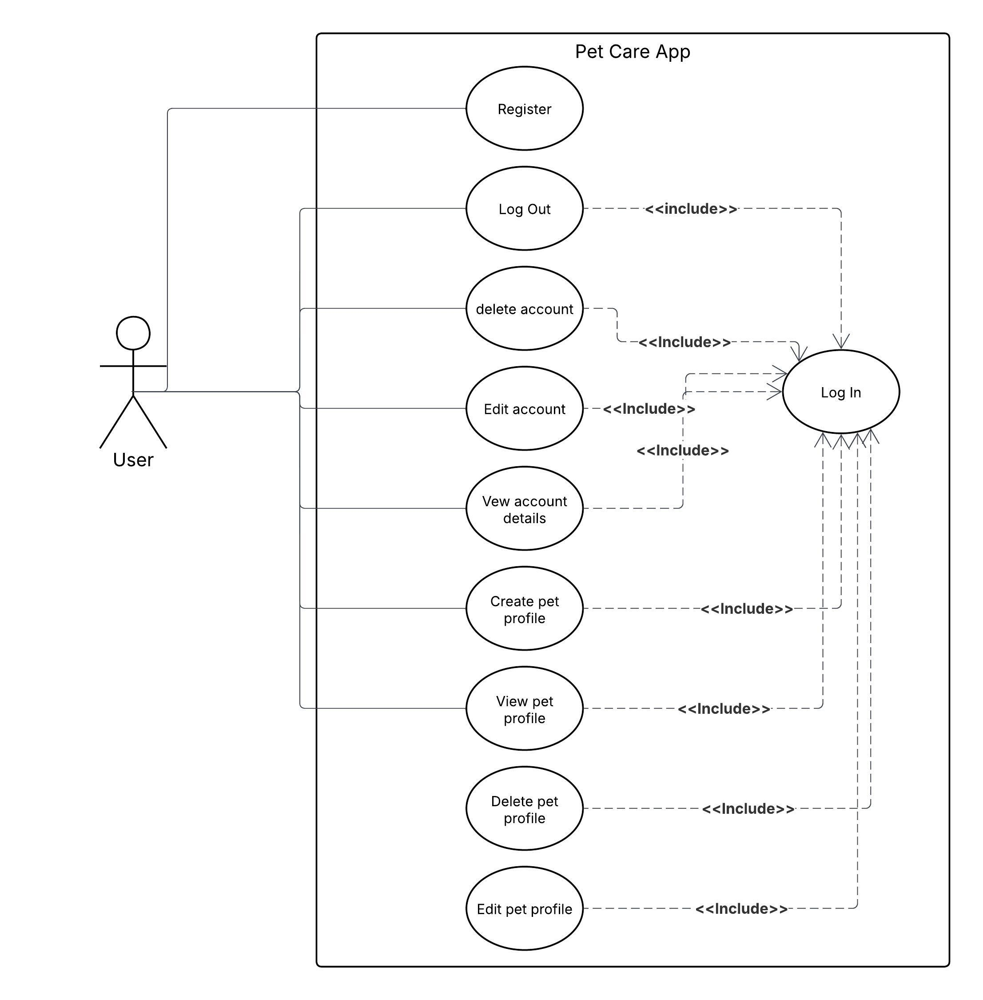 Pet Care App
Register
Log Out
<<include>>
delete account
<<Include>>
Log In
Edit account
<<Include>>
<<Include>>
User
Vew account
details
Create pet
profile
<<Include>>
View pet
profile
<<Include>>
Delete pet
profile
<<Include>>
Edit pet profile
<<Include>>